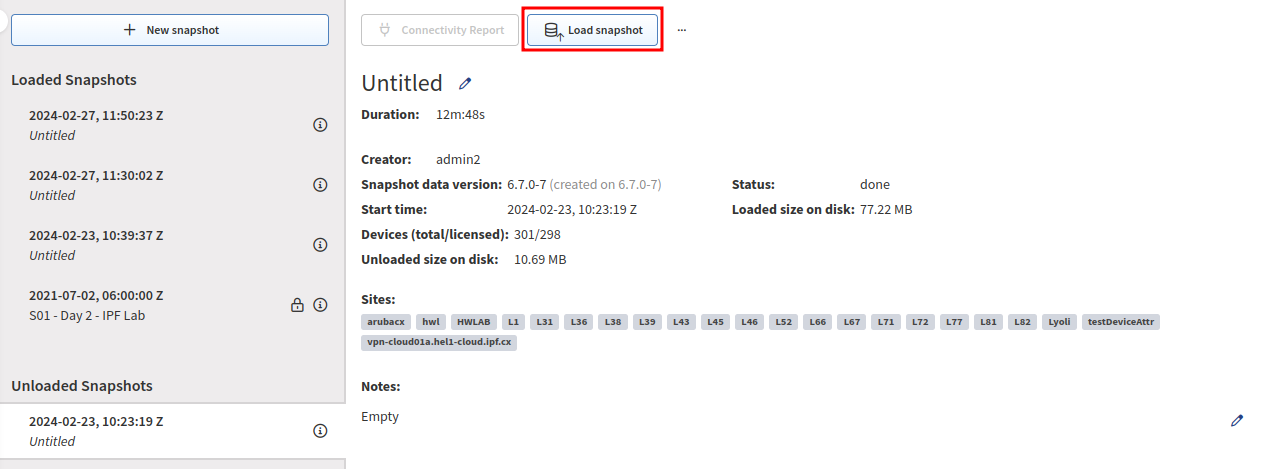 New snapshot
Loaded Snapshots
2024-02-27, 11:50:23 Z
Untitled
2024-02-27, 11:30:02 Z
Untitled
2024-02-23, 10:39:37 Z
Untitled
2021-07-02, 06:00:00 Z
S01 - Day 2 - IPF Lab
Unloaded Snapshots
2024-02-23, 10:23:19 Z
Untitled
Connectivity Report Load snapshot ...
Untitled
Duration: 12m:48s
Creator: admin2
Snapshot data version: 6.7.0-7 (created on 6.7.0-7) Status: done
Start time: 2024-02-23, 10:23:19 Z Loaded size on disk: 77.22 MB
Devices (total/licensed): 301/298
Unloaded size on disk: 10.69 MB
Sites:
arubacx hwl HWLAB L1 L31 L36 L38 L39 L43 L45 L46 L52 L66 L67 L71 L72 L77 L81 L82 Lyoli testDeviceAttr
vpn-cloud01a.hel1-cloud.ipf.cx
Notes:
Empty